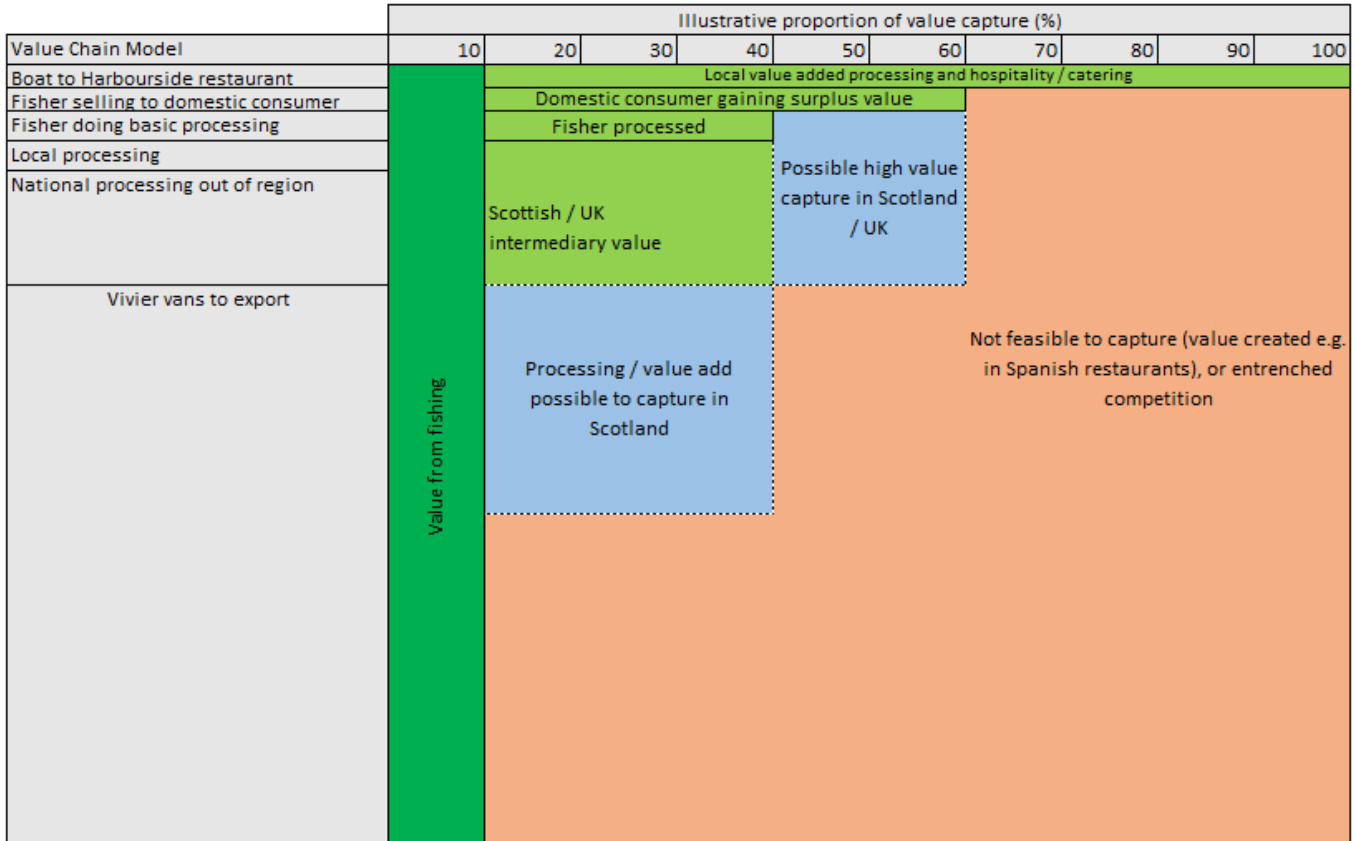 Illustrative proportion of value capture (%)
Value Chain Model 10 20 30 40 50 60 70 80 90 100
Boat to Harbourside restaurant
Local value added processing and hospitality / catering
Fisher selling to domestic consumer
Domestic consumer gaining surplus value
Fisher doing basic processing
Fisher processed
Local processing
National processing out of region
Possible high value
capture in Scotland
/ UK
Scottish / UK
intermediary value
Vivier vans to export
Value from fishing
Processing / value add
possible to capture in
Scotland
Not feasible to capture (value created e.g.
in Spanish restaurants), or entrenched
competition